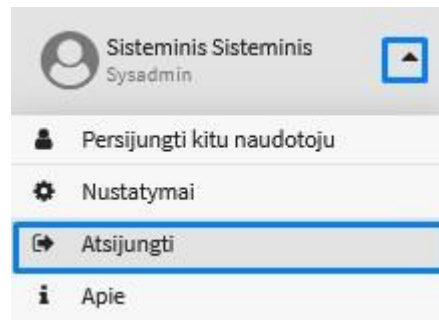 Sisteminis Sisteminis
Sysadmin
Persijungti kitu naudotoju
Nustatymai
Atsijungti
Apie